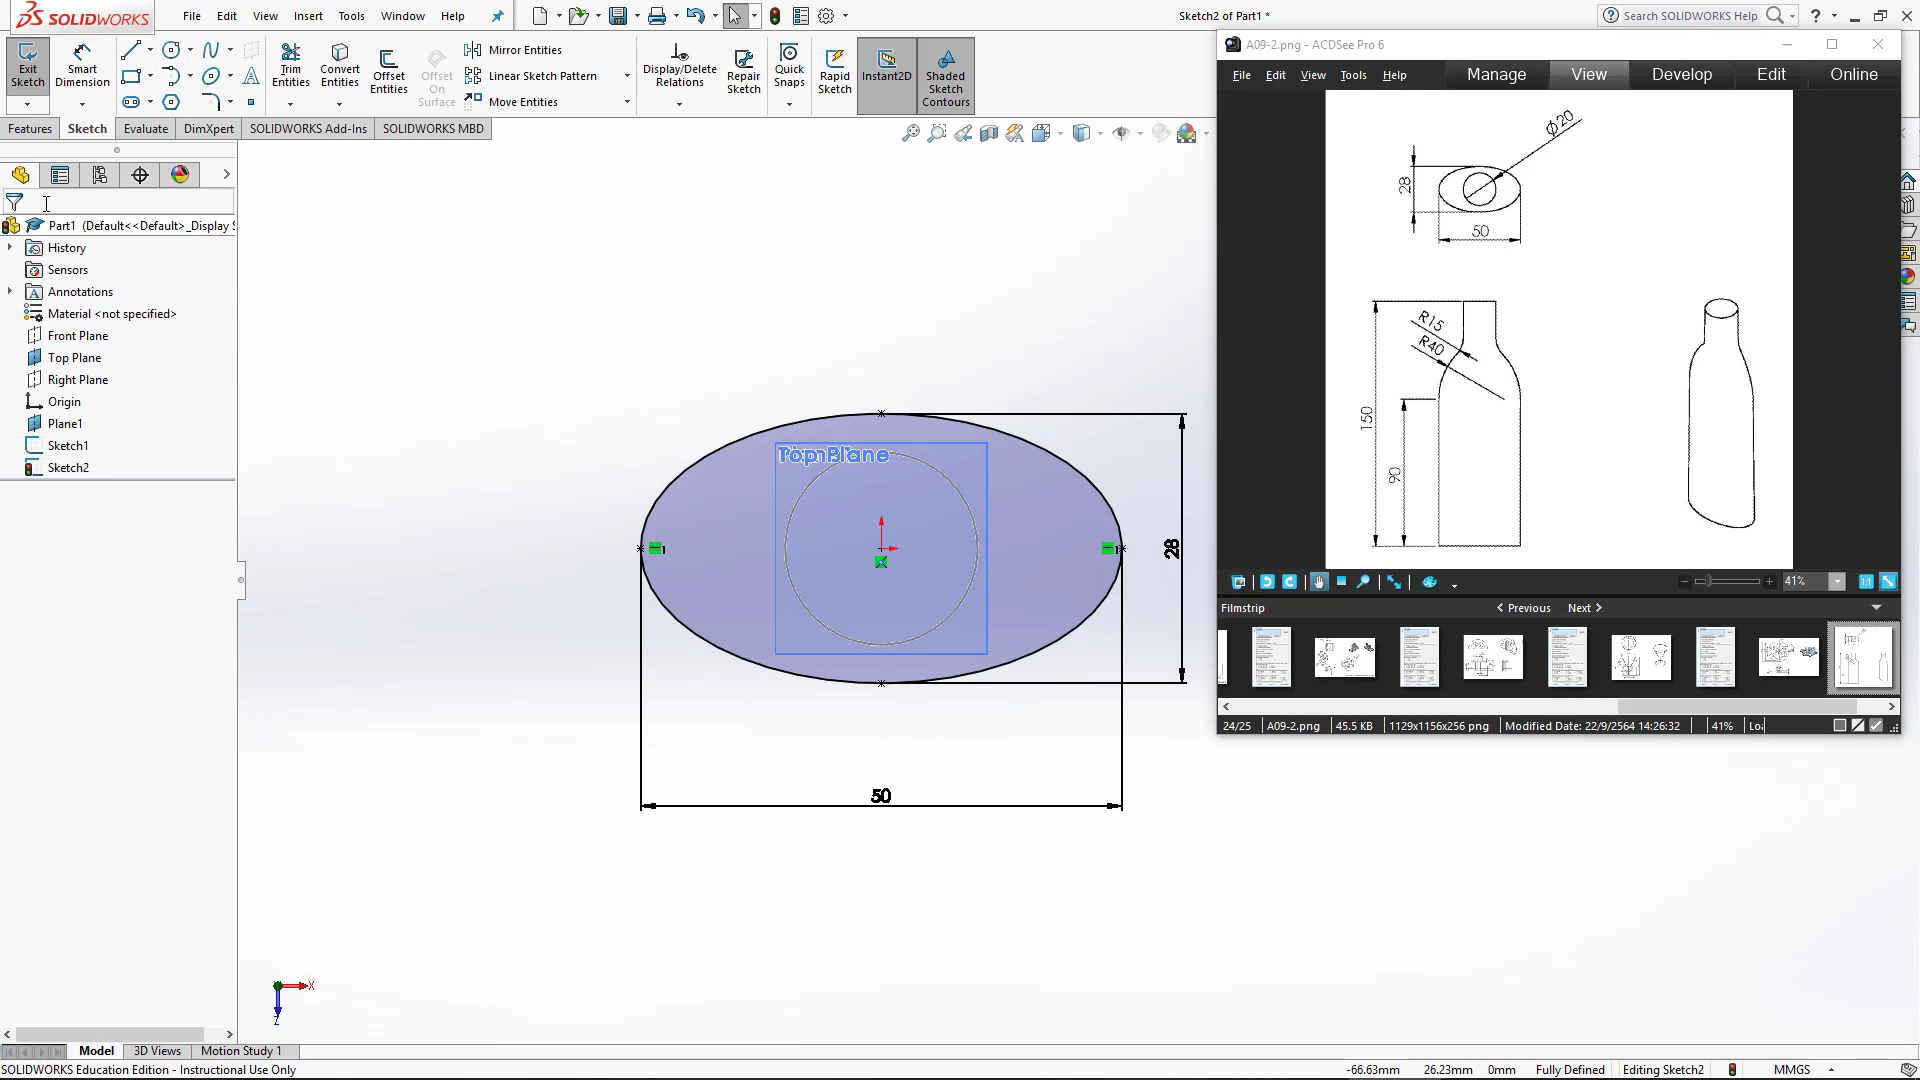 SOLIDWORKS
File Edit View Insert Tools Window Help
Sketch2 of Part1 *
Search SOLIDWORKS Help
Exit Sketch
Smart Dimension
Trim Entities
Convert Entities
Offset Entities
Offset On Surface
Mirror Entities
Linear Sketch Pattern
Move Entities
Display/Delete Relations
Repair Sketch
Quick Snaps
Rapid Sketch
Instant2D
Shaded Sketch Contours
Features Sketch Evaluate DimXpert SOLIDWORKS Add-Ins SOLIDWORKS MBD
Part1 (Default<<Default>_Display S
History
Sensors
Annotations
Material <not specified>
Front Plane
Top Plane
Right Plane
Origin
Plane1
Sketch1
Sketch2
28
50
X
Z
A09-2.png - ACDSee Pro 6
File Edit View Tools Help
Manage View Develop Edit Online
Ø20
28
50
R15
R40
150
90
41%
1:1
Filmstrip
Previous Next
24/25 A09-2.png 45.5 KB 1129x1156x256 png Modified Date: 22/9/2564 14:26:32 41%
Model 3D Views Motion Study 1
SOLIDWORKS Education Edition - Instructional Use Only
-66.63mm 26.23mm 0mm Fully Defined Editing Sketch2 MMGS